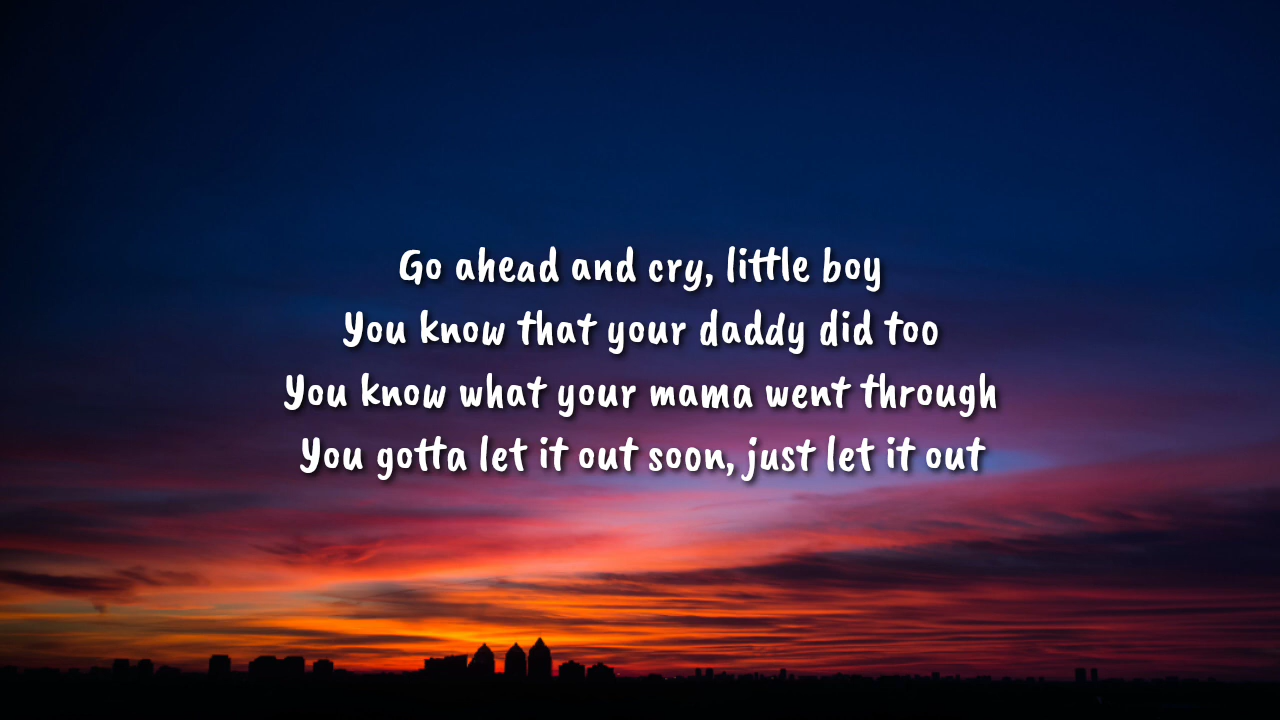 Go ahead and cry, little boy
You know that your daddy did too
You know what your mama went through
You gotta let it out soon, just let it out